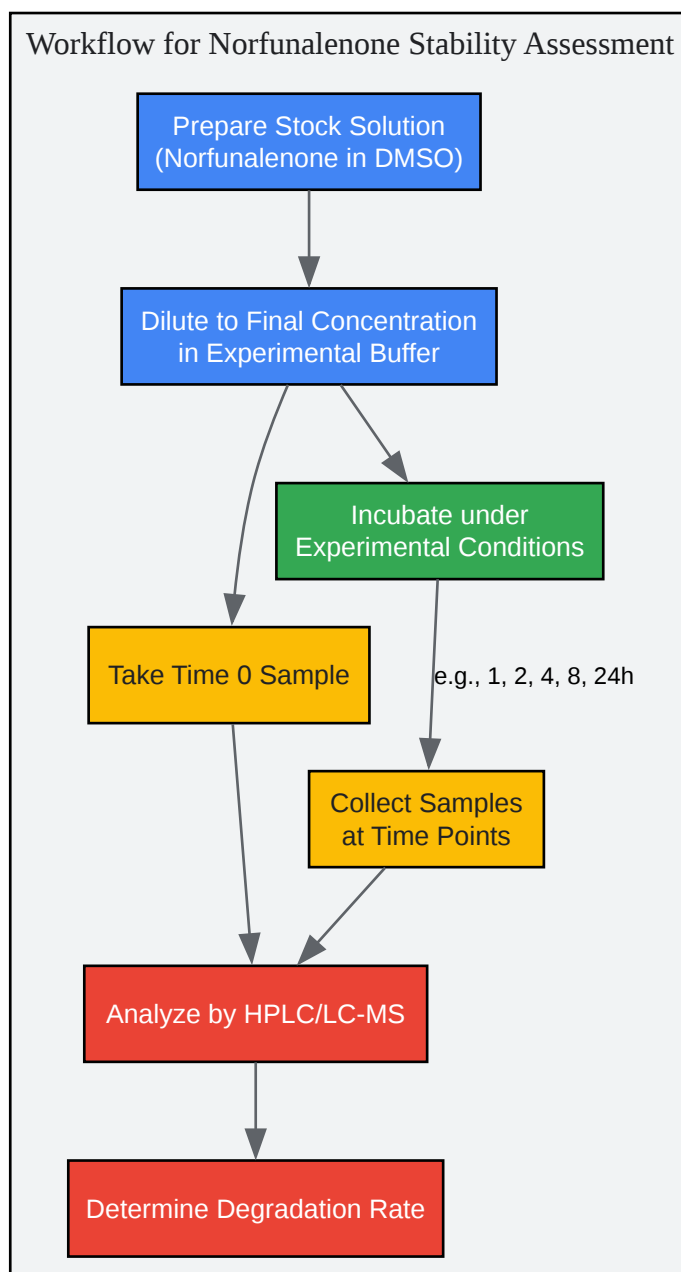 Workflow for Norfunalenone Stability Assessment
Prepare Stock Solution
(Norfunalenone in DMSO)
Dilute to Final Concentration
in Experimental Buffer
Incubate under
Experimental Conditions
Take Time 0 Sample
e.g., 1, 2, 4, 8, 24h
Collect Samples
at Time Points
Analyze by HPLC/LC-MS
Determine Degradation Rate